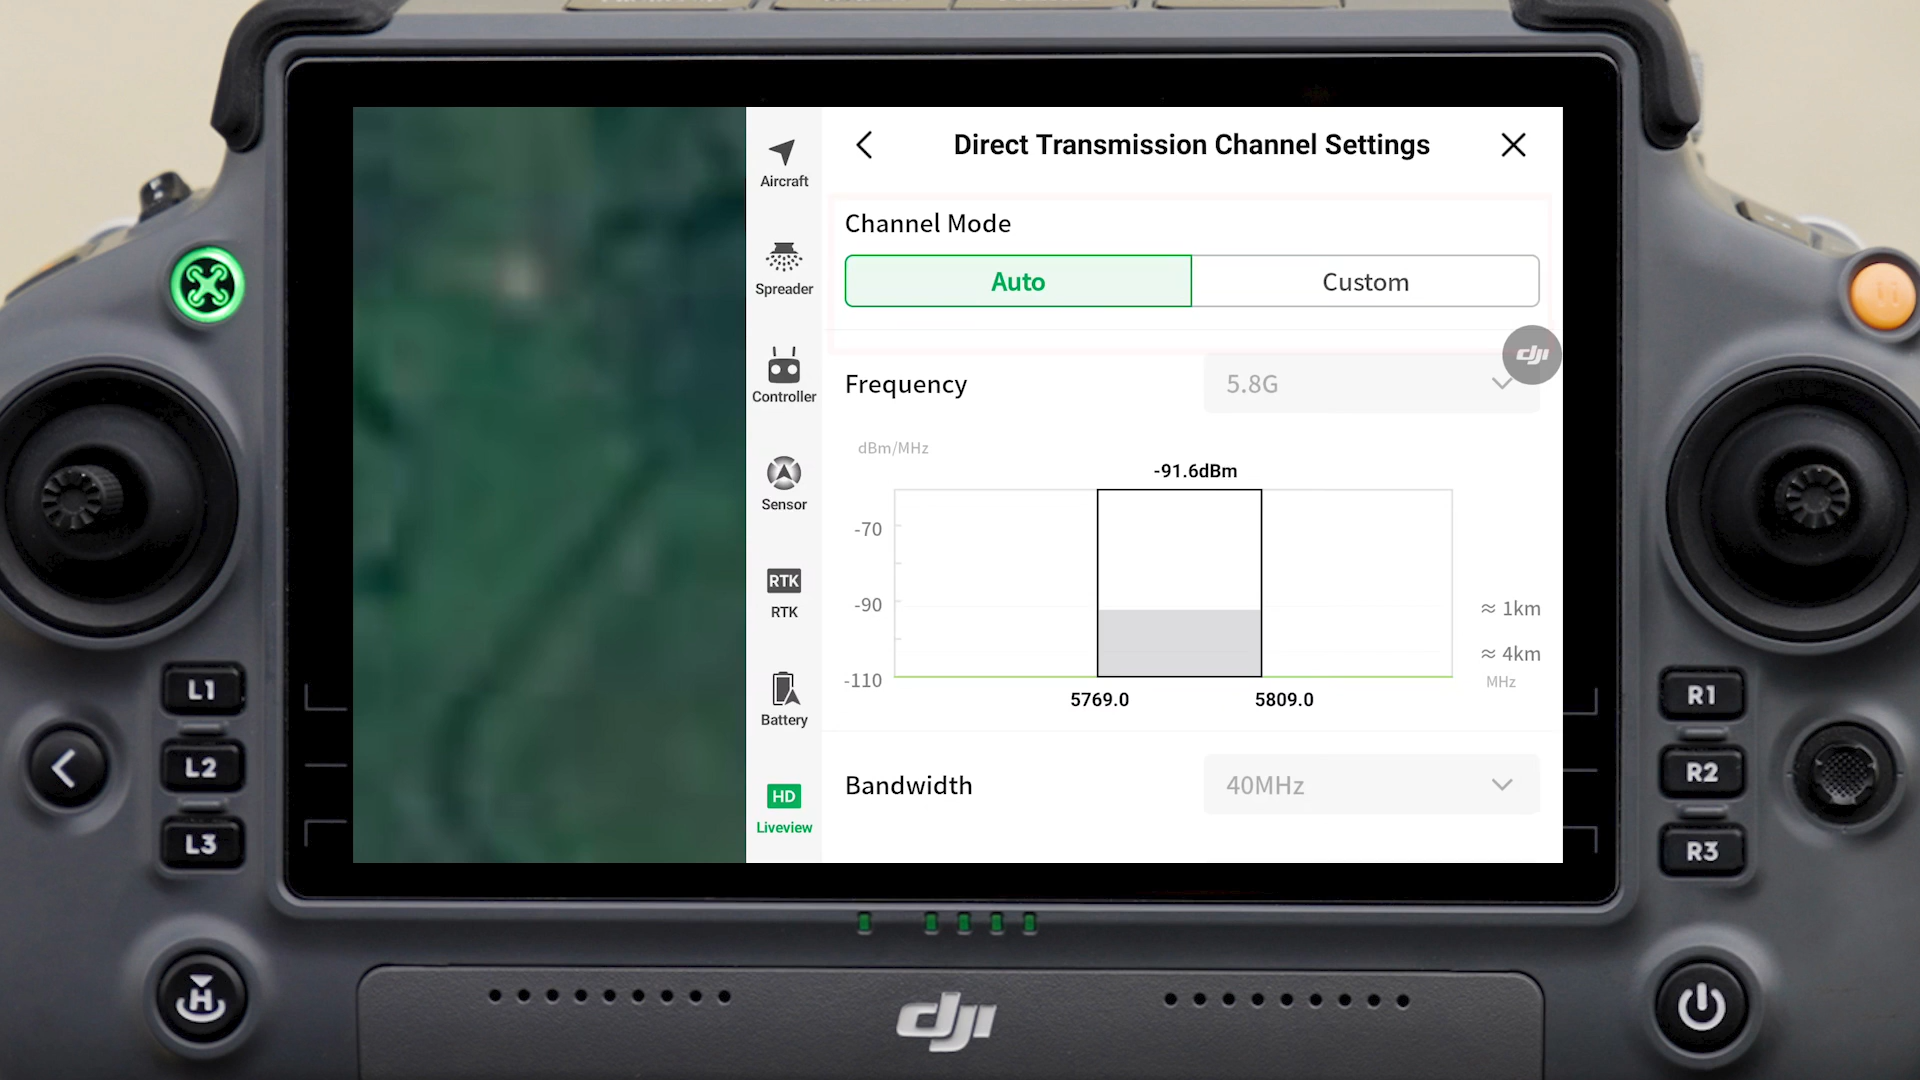 Direct Transmission Channel Settings
Aircraft
Spreader
Controller
Sensor
RTK
RTK
Battery
HD
Liveview
Channel Mode
Auto
Custom
dji
Frequency
5.8G
dBm/MHz
-91.6dBm
-70
-90
-110
≈ 1km
≈ 4km
MHz
5769.0
5809.0
Bandwidth
40MHz
L1
L2
L3
R1
R2
R3
H
dji